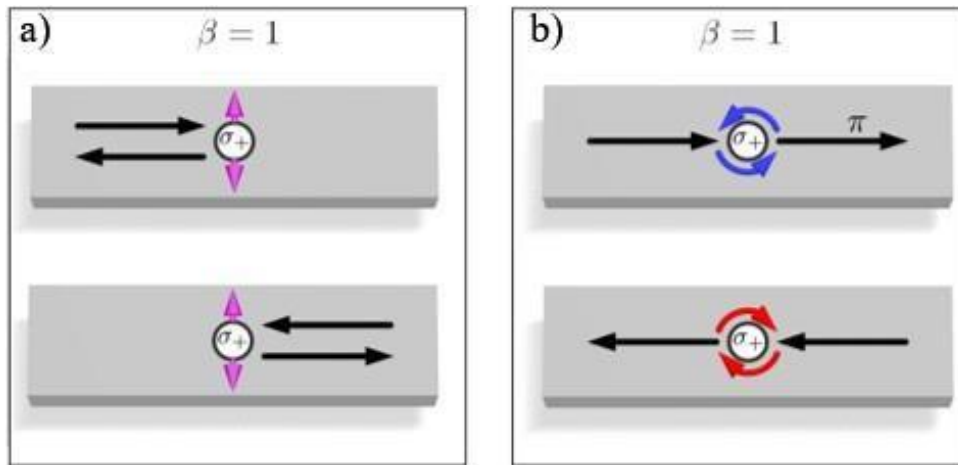 a) β = 1
σ₊
σ₊
b) β = 1
σ₊ π
σ₊